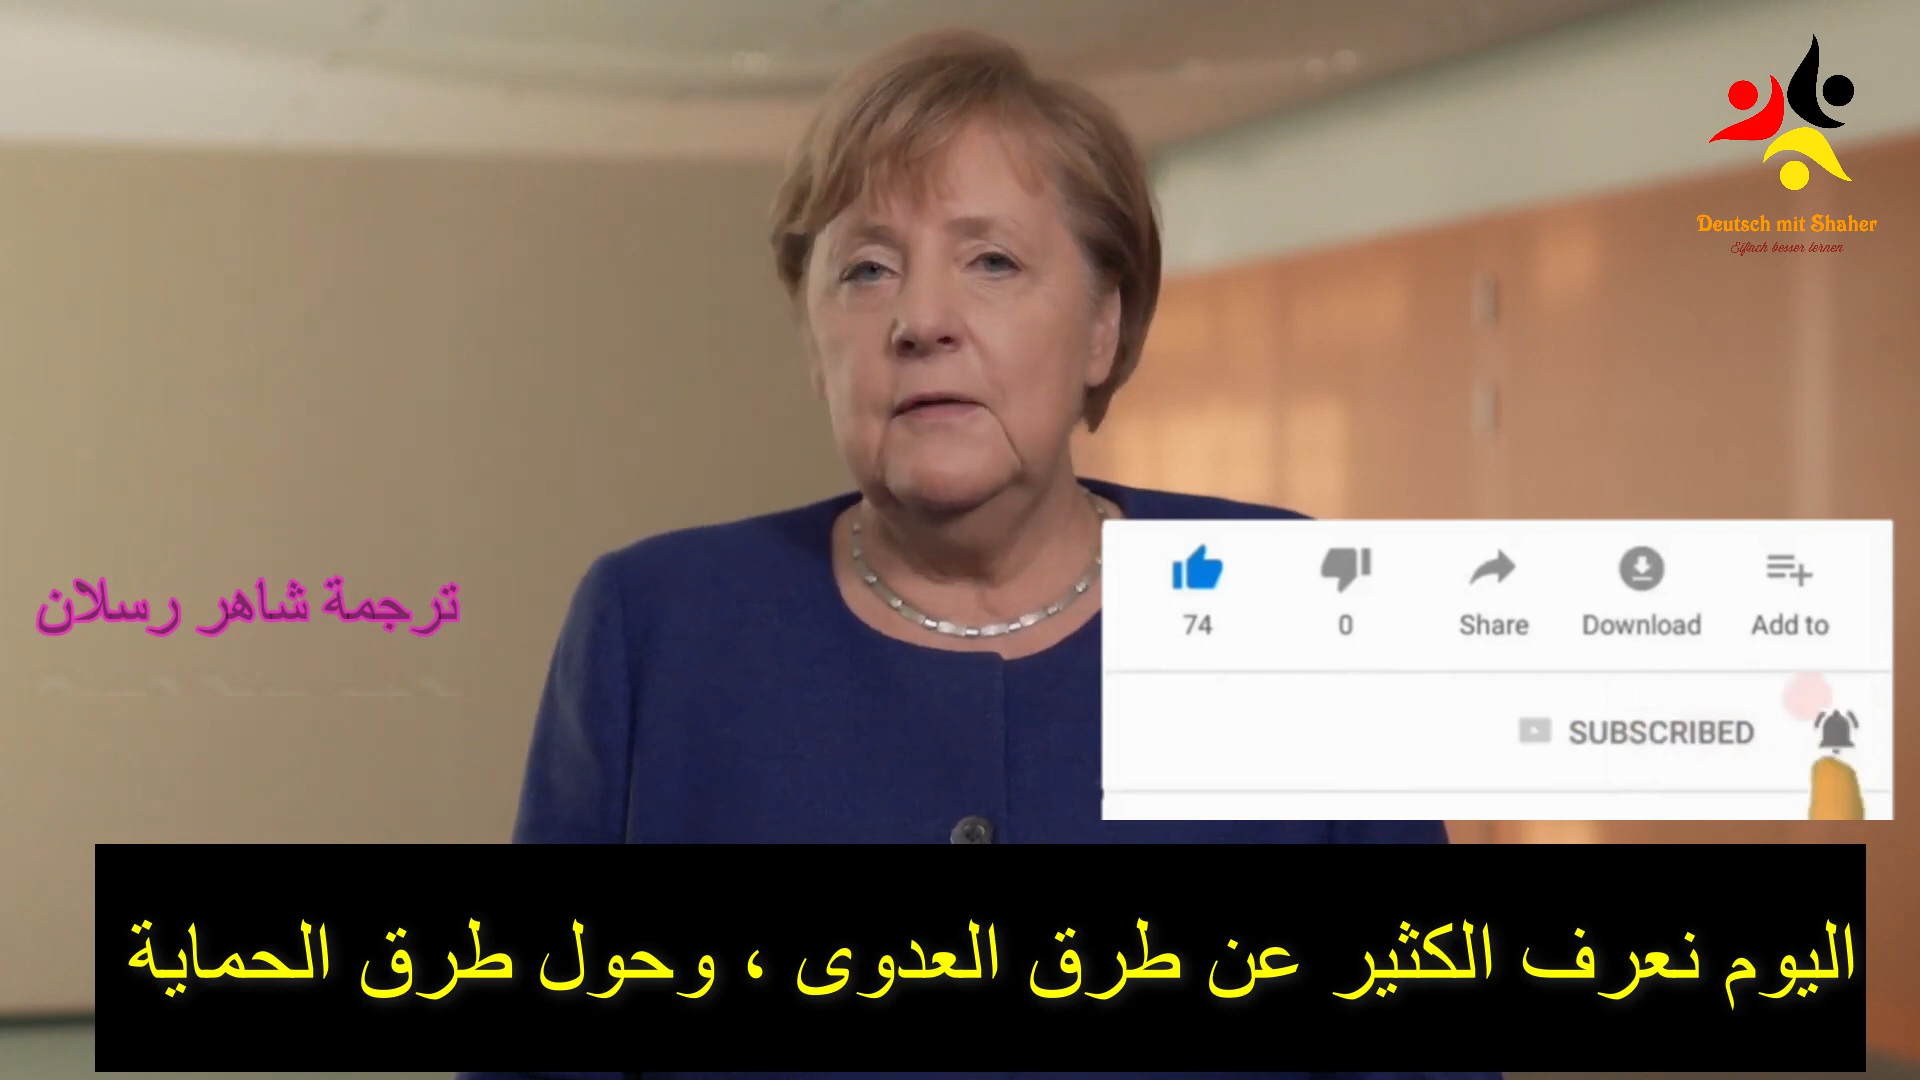 Deutsch mit Shaher
Eifach besser lernen
ترجمة شاهر رسلان
74
0
Share
Download
Add to
SUBSCRIBED
اليوم نعرف الكثير عن طرق العدوى ، وحول طرق الحماية